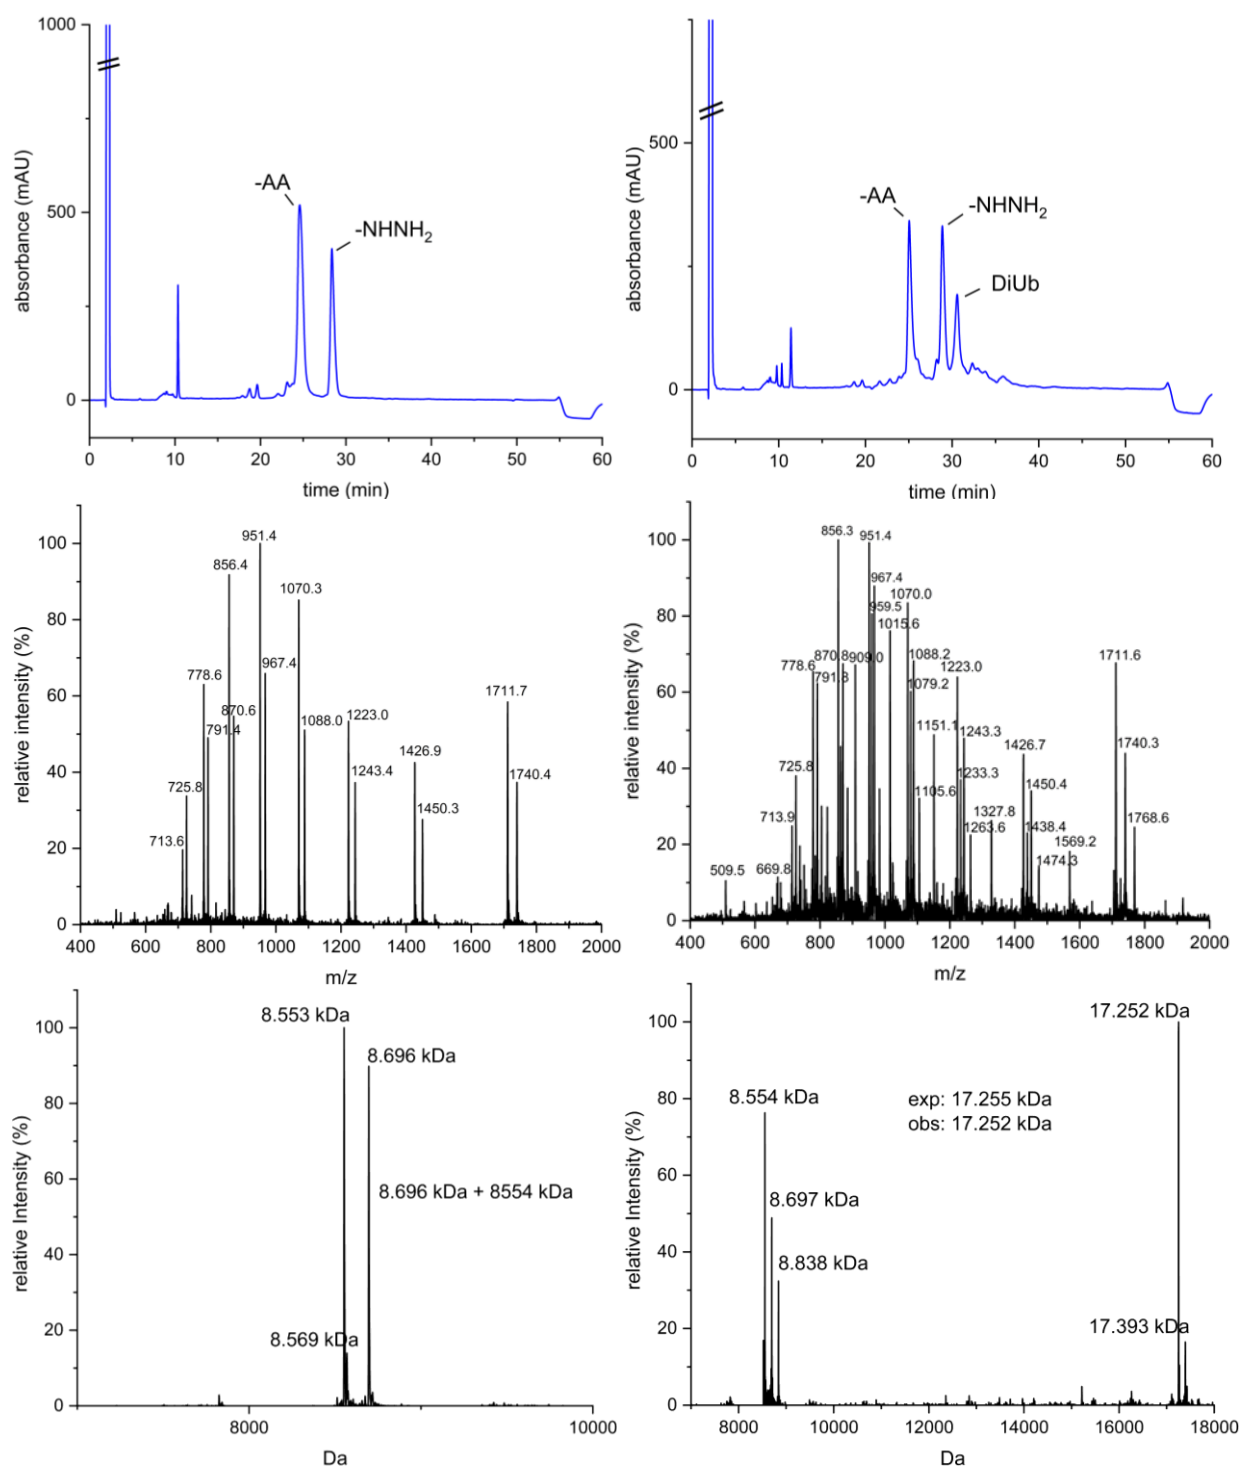 1000
500
0
absorbance (mAU)
-AA
-NHNH2
0 10 20 30 40 50 60
time (min)
500
0
absorbance (mAU)
-AA
-NHNH2
DiUb
0 10 20 30 40 50 60
time (min)
100
80
60
40
20
0
relative intensity (%)
951.4
856.4
1070.3
778.6
967.4
1711.7
870.6
791.4
1088.0
1223.0
1426.9
725.8
1243.4
1740.4
1450.3
713.6
400 600 800 1000 1200 1400 1600 1800 2000
m/z
100
80
60
40
20
0
relative intensity (%)
856.3
951.4
967.4
959.5
1070.0
1015.6
778.6
870.8
909.0
791.3
1088.2
1079.2
1223.0
1711.6
1151.1
1243.3
1426.7
1740.3
725.8
1233.3
1105.6
1450.4
713.9
1263.6
1327.8
1438.4
1768.6
1474.3
1569.2
509.5
669.8
400 600 800 1000 1200 1400 1600 1800 2000
m/z
100
80
60
40
20
0
relative Intensity (%)
8.553 kDa
8.696 kDa
8.696 kDa + 8554 kDa
8.569 kDa
8000 10000
Da
100
80
60
40
20
0
relative Intensity (%)
17.252 kDa
8.554 kDa
exp: 17.255 kDa
obs: 17.252 kDa
8.697 kDa
8.838 kDa
17.393 kDa
8000 10000 12000 14000 16000 18000
Da